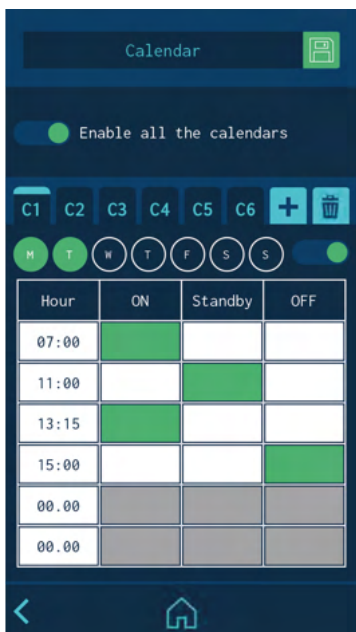 Calendar
Enable all the calendars
C1 C2 C3 C4 C5 C6 +
M T W T F S S
Hour ON Standby OFF
07:00
11:00
13:15
15:00
00.00
00.00